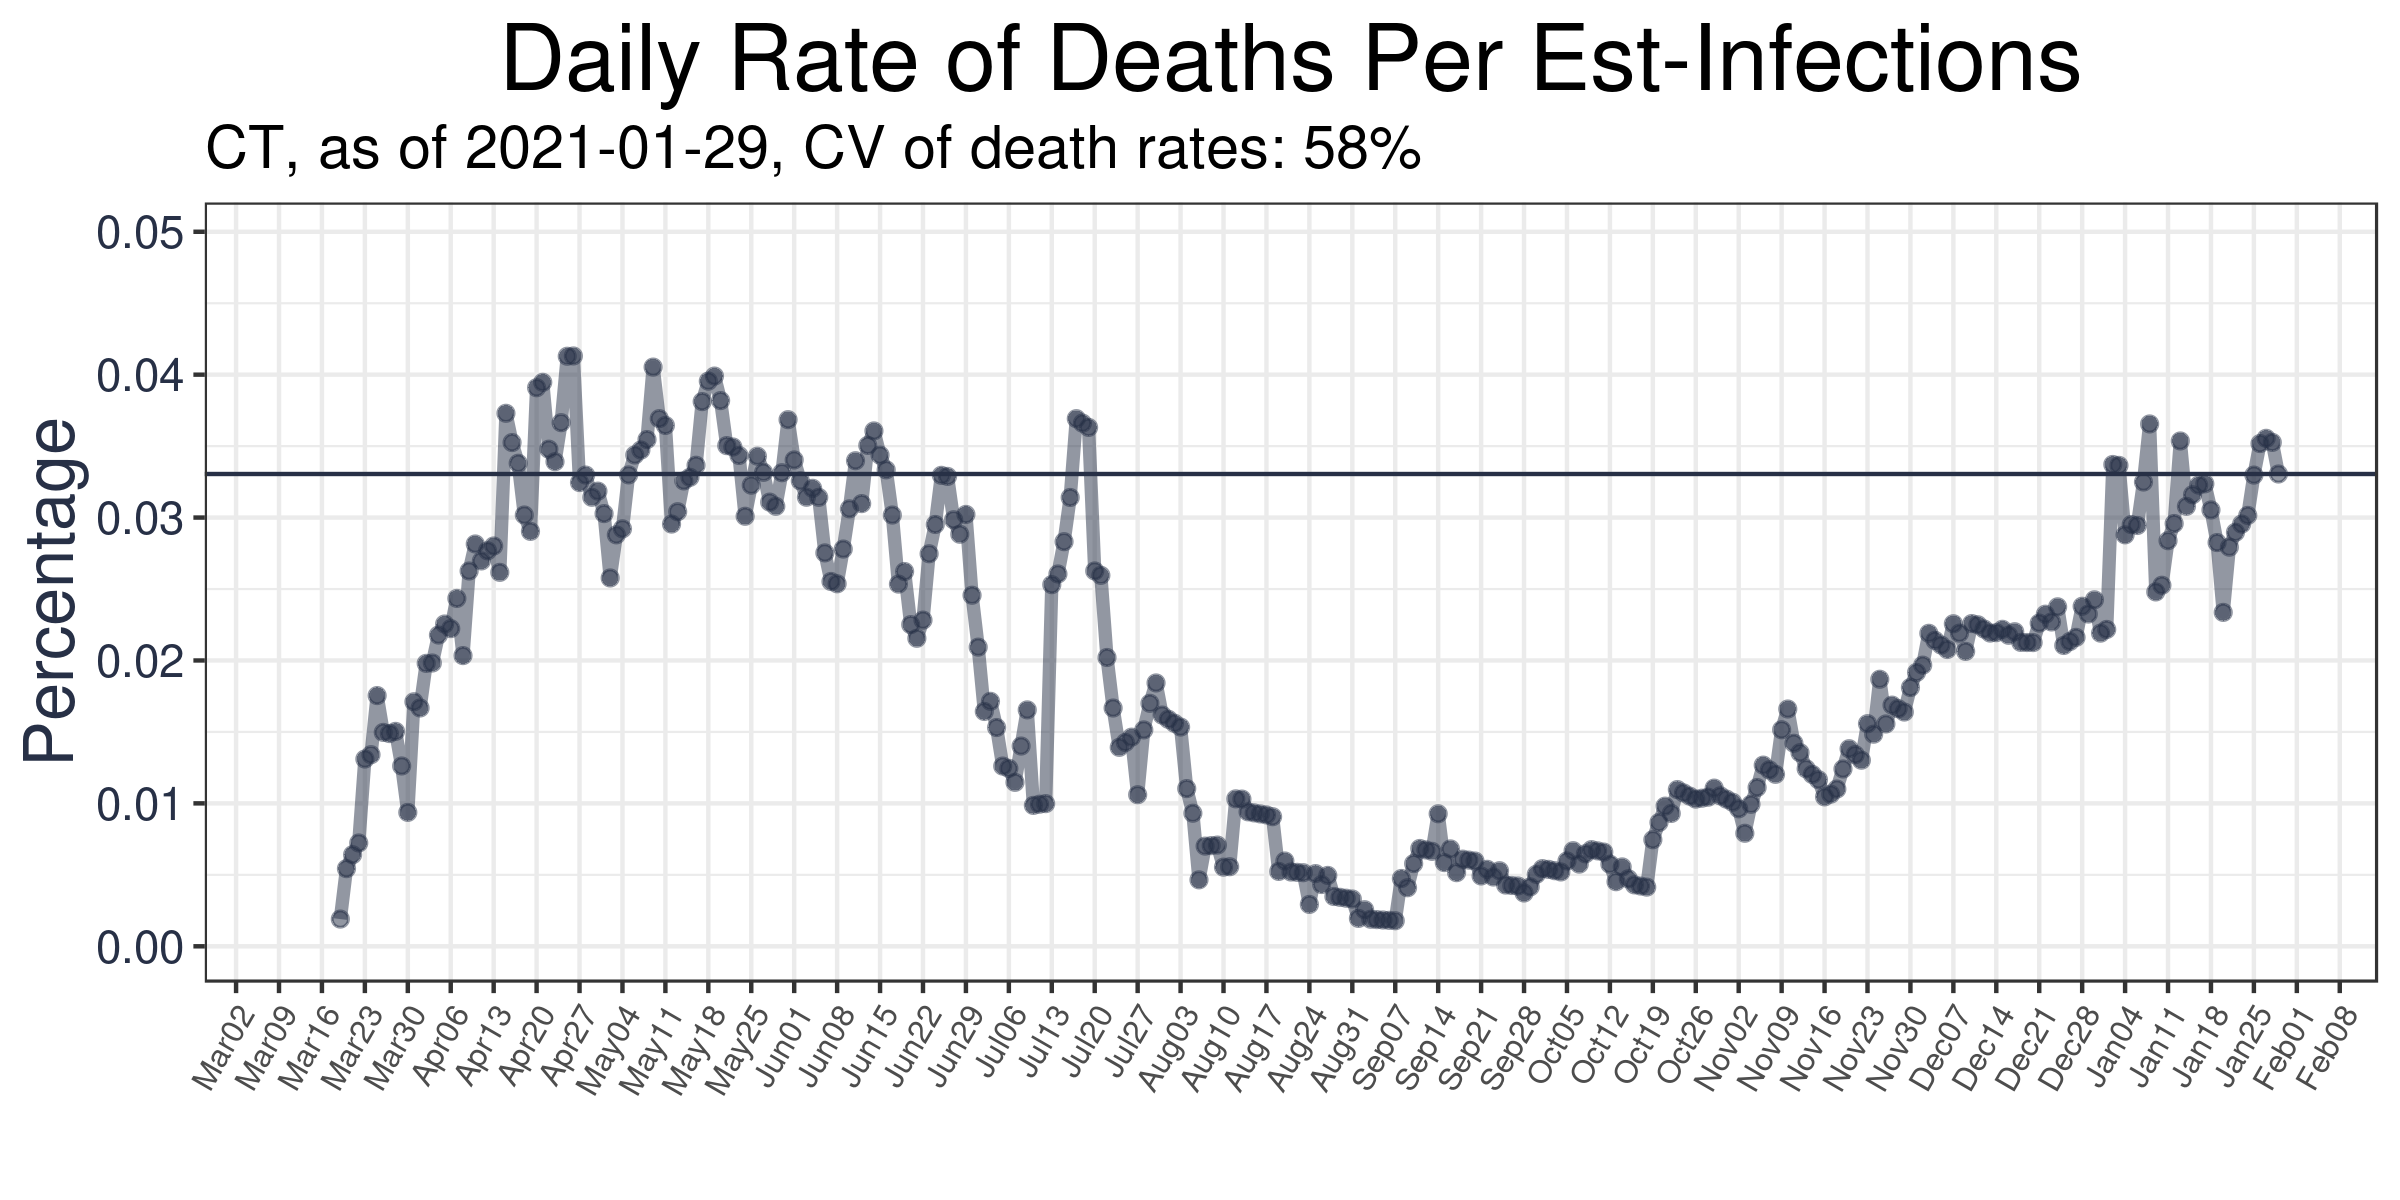 Daily Rate of Deaths Per Est-Infections
CT, as of 2021-01-29, CV of death rates: 58%
Percentage
0.05
0.04
0.03
0.02
0.01
0.00
Mar02 Mar09 Mar16 Mar23 Mar30 Apr06 Apr13 Apr20 Apr27 May04 May11 May18 May25 Jun01 Jun08 Jun15 Jun22 Jun29 Jul06 Jul13 Jul20 Jul27 Aug03 Aug10 Aug17 Aug24 Aug31 Sep07 Sep14 Sep21 Sep28 Oct05 Oct12 Oct19 Oct26 Nov02 Nov09 Nov16 Nov23 Nov30 Dec07 Dec14 Dec21 Dec28 Jan04 Jan11 Jan18 Jan25 Feb01 Feb08